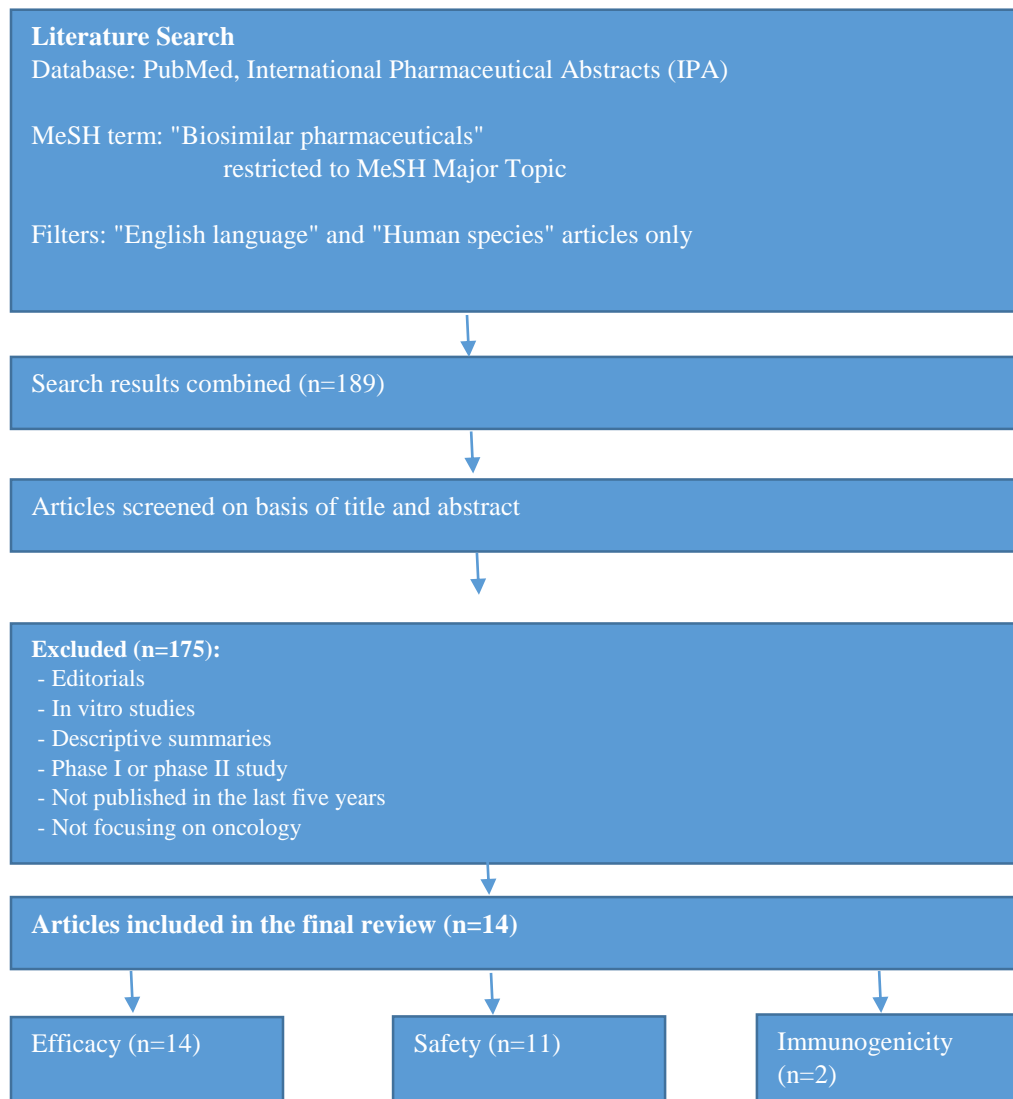 Literature Search
Database: PubMed, International Pharmaceutical Abstracts (IPA)
MeSH term: "Biosimilar pharmaceuticals"
restricted to MeSH Major Topic
Filters: "English language" and "Human species" articles only
Search results combined (n=189)
Articles screened on basis of title and abstract
Excluded (n=175):
- Editorials
- In vitro studies
- Descriptive summaries
- Phase I or phase II study
- Not published in the last five years
- Not focusing on oncology
Articles included in the final review (n=14)
Efficacy (n=14)
Safety (n=11)
Immunogenicity
(n=2)